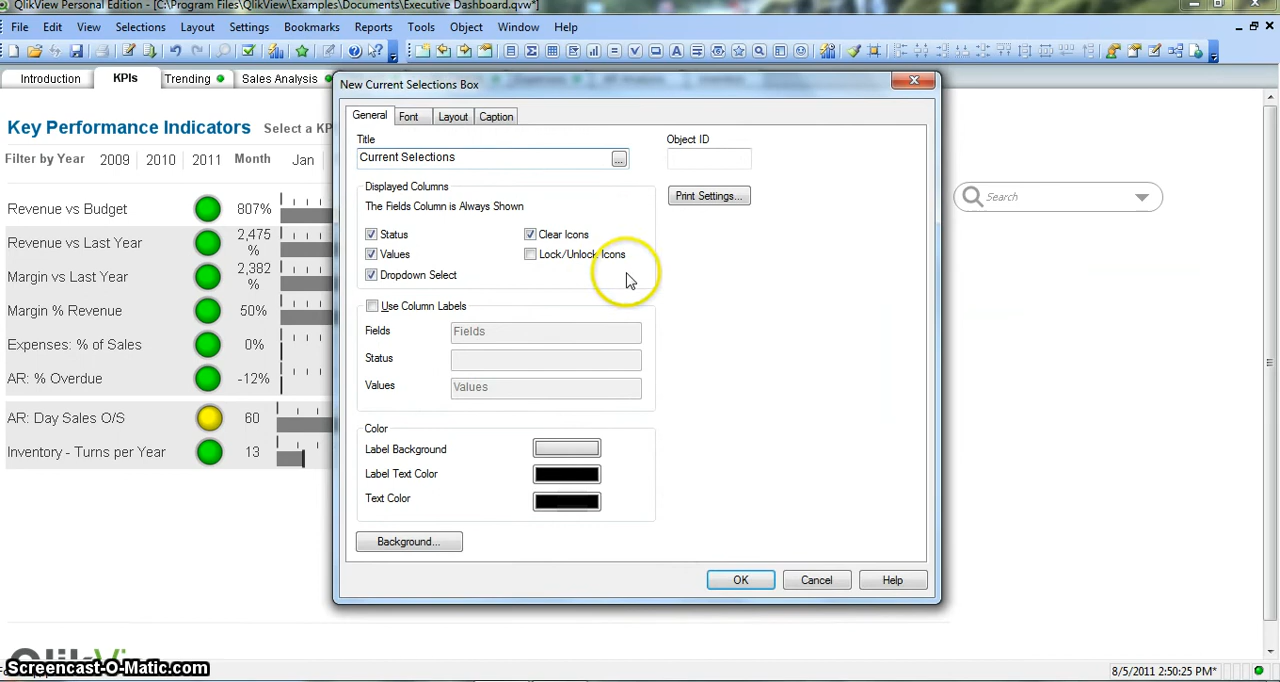 QlikView Personal Edition - [C:\Program Files\QlikView\Examples\Documents\Executive Dashboard.qvw*]
File Edit View Selections Layout Settings Bookmarks Reports Tools Object Window Help
Introduction KPIs Trending Sales Analysis
New Current Selections Box
General Font Layout Caption
Title Object ID
Current Selections ...
Print Settings...
Displayed Columns
The Fields Column is Always Shown
Status Clear Icons
Values Lock/Unlock Icons
Dropdown Select
Use Column Labels
Fields Fields
Status
Values Values
Color
Label Background
Label Text Color
Text Color
Background...
OK Cancel Help
Key Performance Indicators Select a KP
Filter by Year 2009 2010 2011 Month Jan
Search
Revenue vs Budget 807%
Revenue vs Last Year 2,475
%
Margin vs Last Year 2,382
%
Margin % Revenue 50%
Expenses: % of Sales 0%
AR: % Overdue -12%
AR: Day Sales O/S 60
Inventory - Turns per Year 13
Screencast-O-Matic.com
8/5/2011 2:50:25 PM*